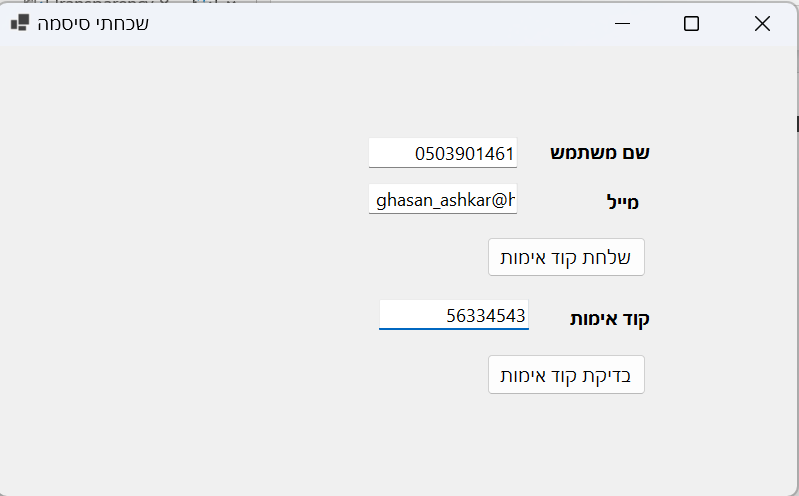 שכחתי סיסמה
שם משתמש 0503901461
מייל ghasan_ashkar@h
שלחת קוד אימות
קוד אימות 56334543
בדיקת קוד אימות